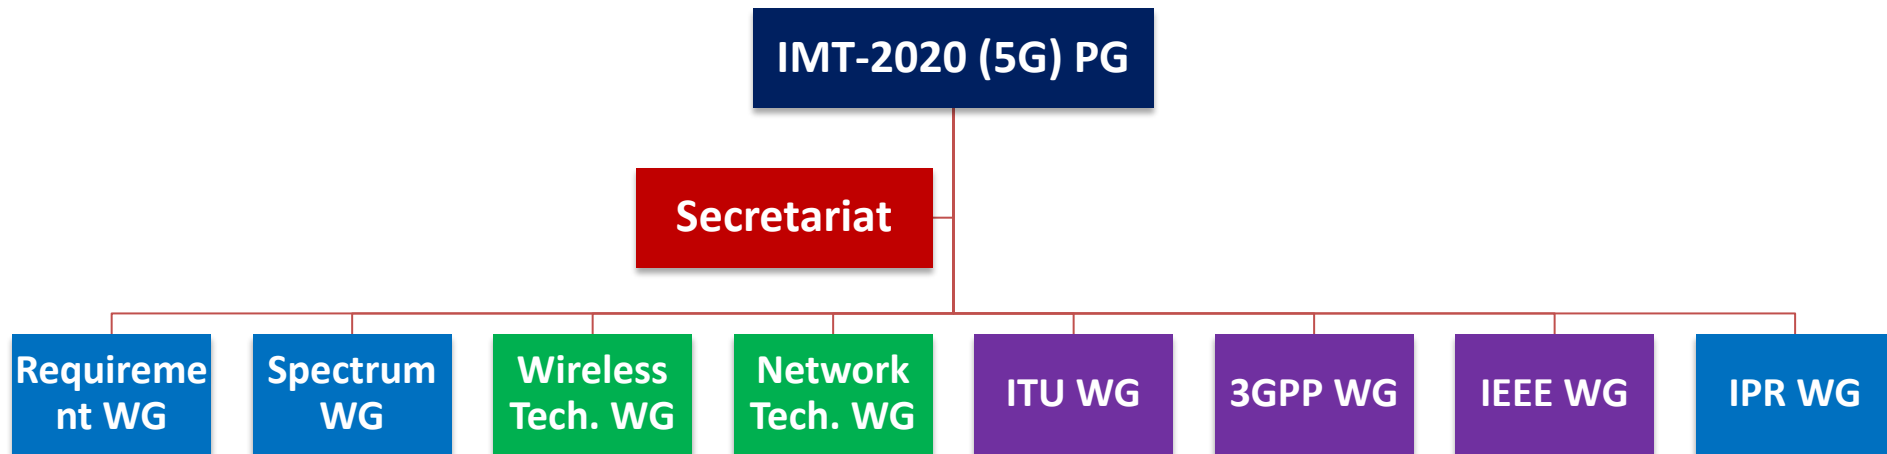 IMT-2020 (5G) PG
Secretariat
Requireme
nt WG
Spectrum
WG
Wireless
Tech. WG
Network
Tech. WG
ITU WG
3GPP WG
IEEE WG
IPR WG